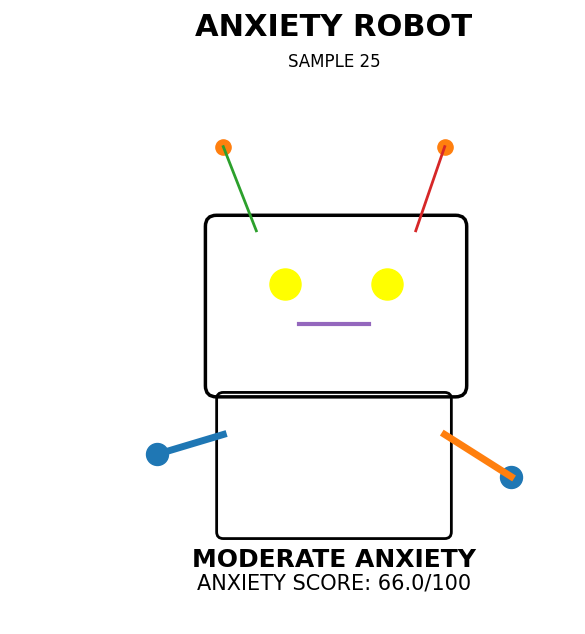 ANXIETY ROBOT
SAMPLE 25
MODERATE ANXIETY
ANXIETY SCORE: 66.0/100